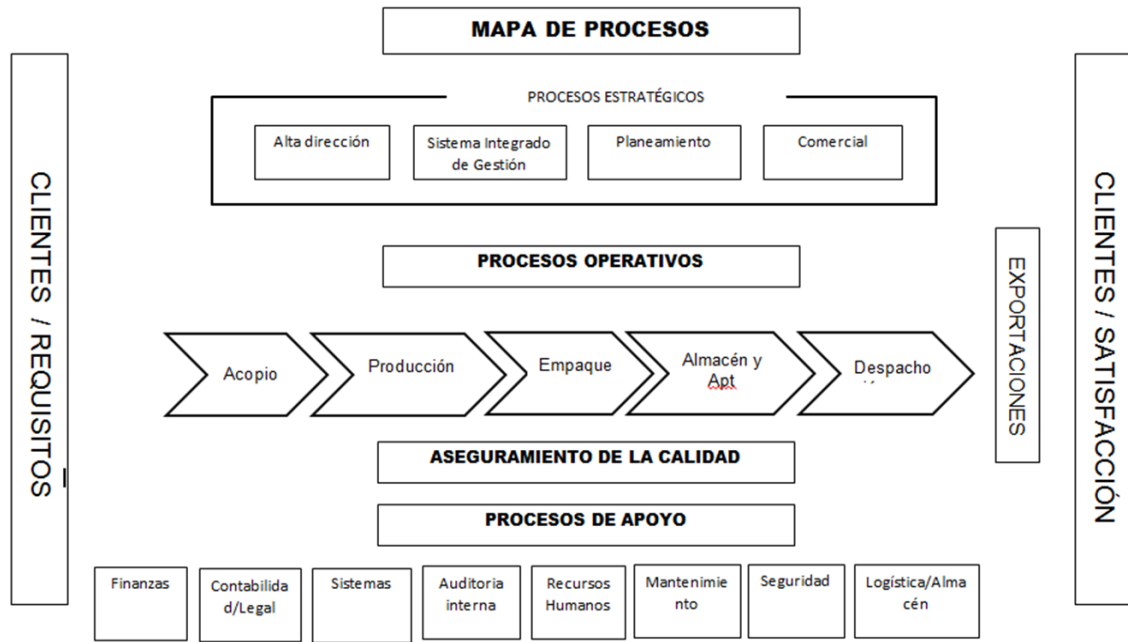 MAPA DE PROCESOS
CLIENTES / REQUISITOS
PROCESOS ESTRATÉGICOS
Alta dirección
Sistema Integrado
de Gestión
Planeamiento
Comercial
PROCESOS OPERATIVOS
Acopio
Producción
Empaque
Almacén y
Apt
Despacho
EXPORTACIONES
CLIENTES / SATISFACCIÓN
ASEGURAMIENTO DE LA CALIDAD
PROCESOS DE APOYO
Finanzas
Contabilida
d/Legal
Sistemas
Auditoria
interna
Recursos
Humanos
Mantenimie
nto
Seguridad
Logística/Alma
cén